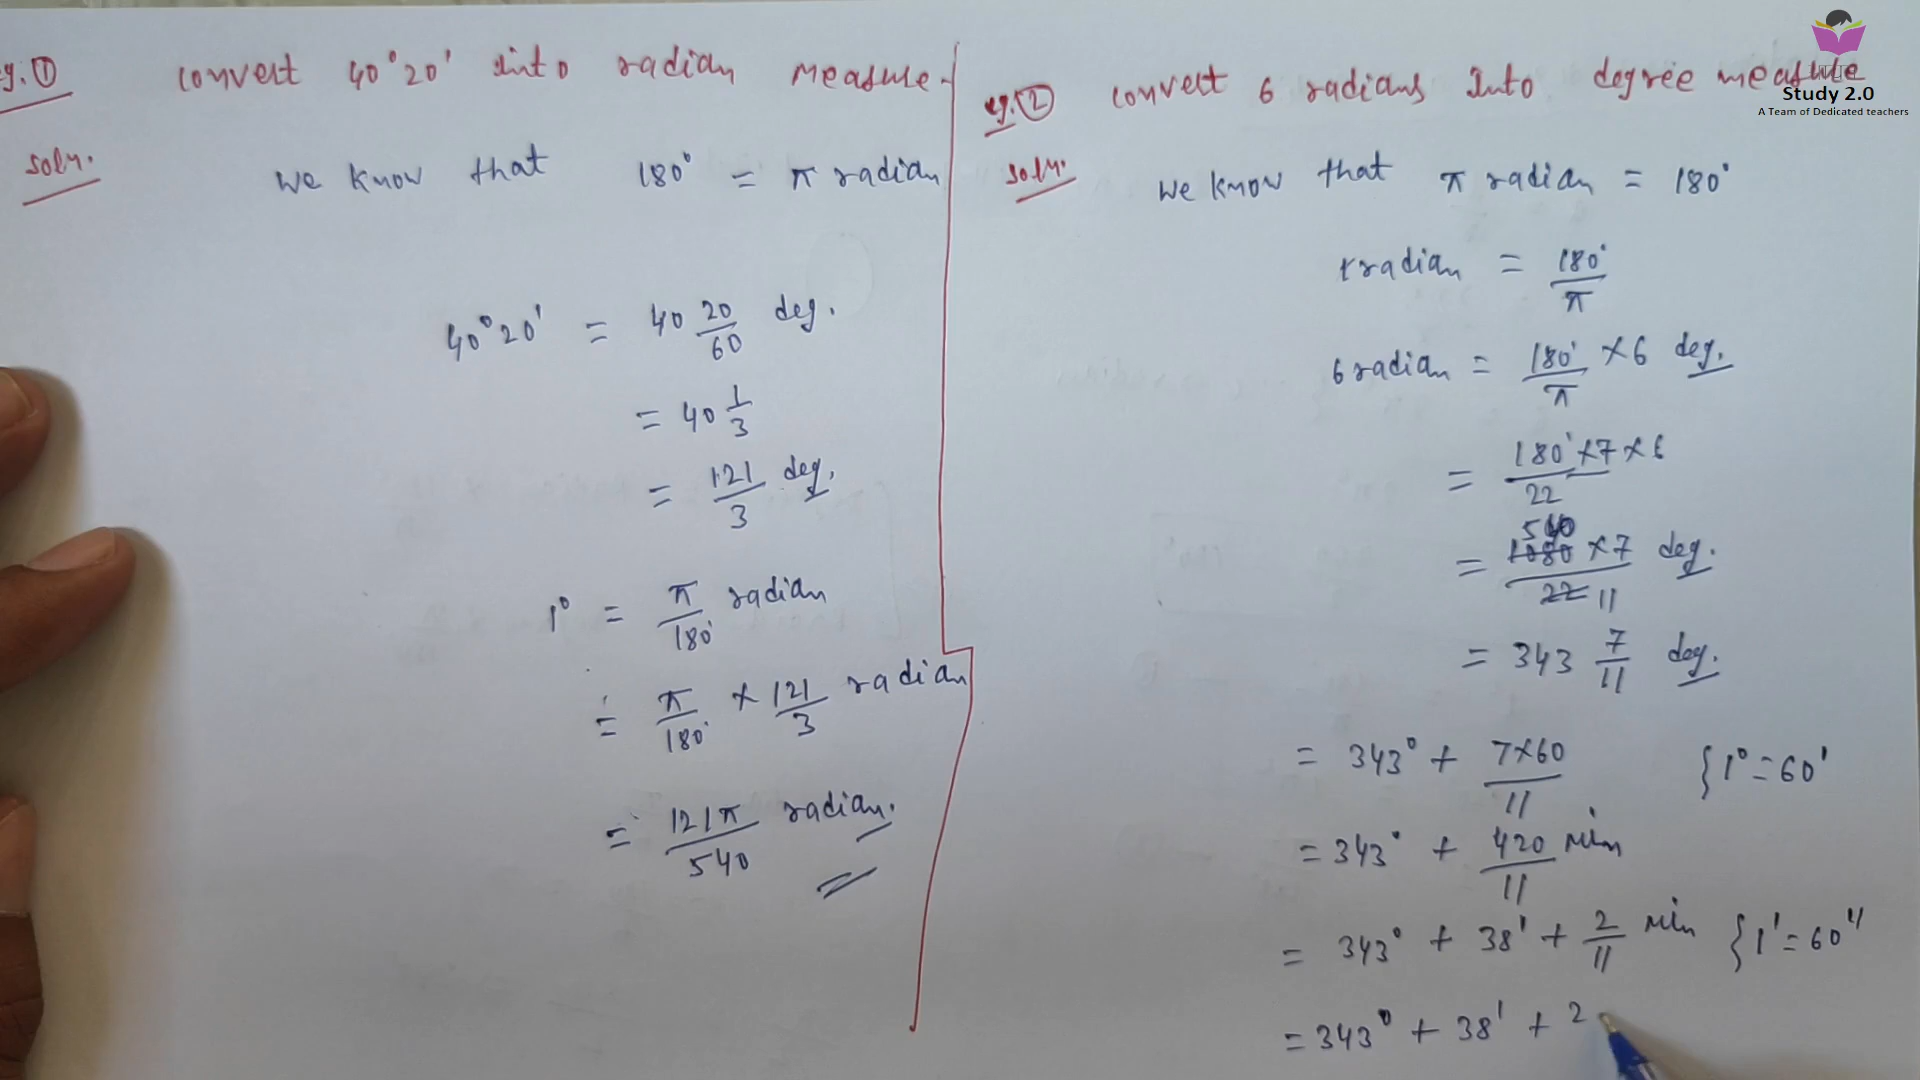 eg. ① convert 40°20' into radian measure.
Soln.
We know that 180° = π radian
40°20' = 40 20/60 deg.
= 40 1/3
= 121/3 deg.
1° = π/180° radian
= π/180° × 121/3 radian
= 121π/540 radian.
eg. ② convert 6 radians into degree measure
Soln.
We know that π radian = 180°
1 radian = 180°/π
6 radian = 180°/π × 6 deg.
= 180° × 7 × 6 / 22
= 1080 540 × 7 / 22 11 deg.
= 343 7/11 deg.
= 343° + 7×60/11 {1° = 60'
= 343° + 420/11 min
= 343° + 38' + 2/11 min {1' = 60"
= 343° + 38' + 2
Study 2.0
A Team of Dedicated teachers